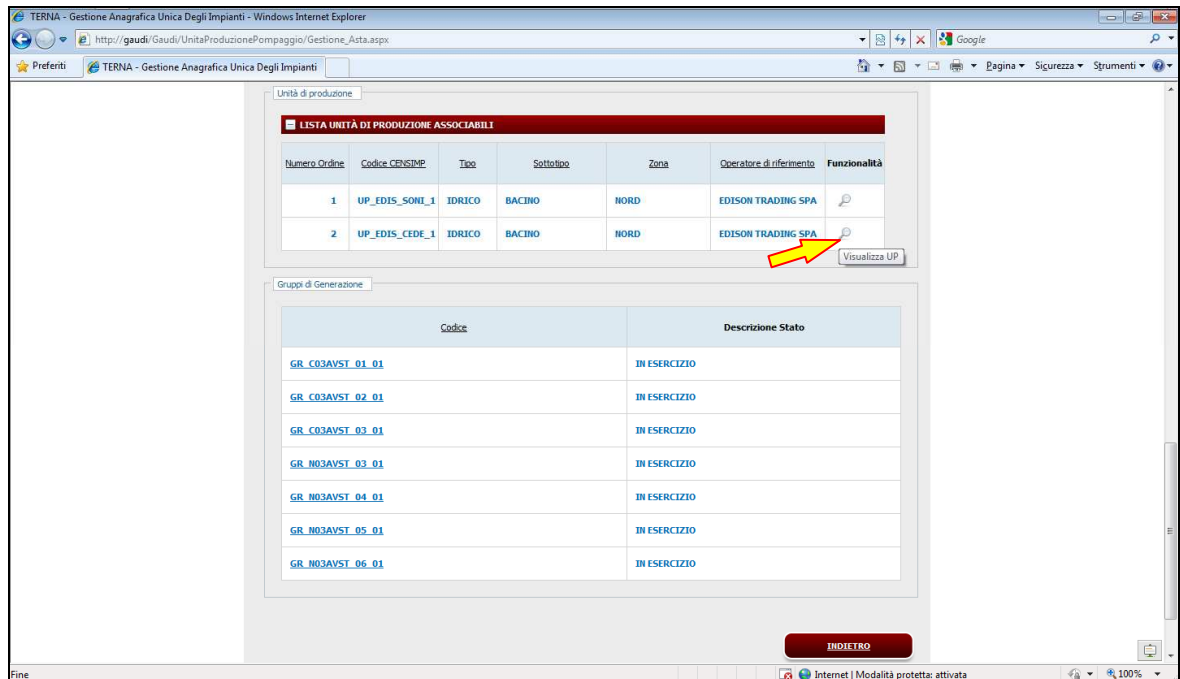 TERNA - Gestione Anagrafica Unica Degli Impianti - Windows Internet Explorer
http://gaudi/Gaudi/UnitaProduzionePompaggio/Gestione_Asta.aspx
Google
Preferiti
TERNA - Gestione Anagrafica Unica Degli Impianti
Pagina
Sicurezza
Strumenti
Unità di produzione
LISTA UNITÀ DI PRODUZIONE ASSOCIABILI
Numero Ordine Codice CENSIMP Tipo Sottotipo Zona Operatore di riferimento Funzionalità
1 UP_EDIS_SONI_1 IDRICO BACINO NORD EDISON TRADING SPA
2 UP_EDIS_CEDE_1 IDRICO BACINO NORD EDISON TRADING SPA
Visualizza UP
Gruppi di Generazione
Codice Descrizione Stato
GR_C03AVST_01_01 IN ESERCIZIO
GR_C03AVST_02_01 IN ESERCIZIO
GR_C03AVST_03_01 IN ESERCIZIO
GR_N03AVST_03_01 IN ESERCIZIO
GR_N03AVST_04_01 IN ESERCIZIO
GR_N03AVST_05_01 IN ESERCIZIO
GR_N03AVST_06_01 IN ESERCIZIO
INDIETRO
Fine
Internet | Modalità protetta: attivata
100%